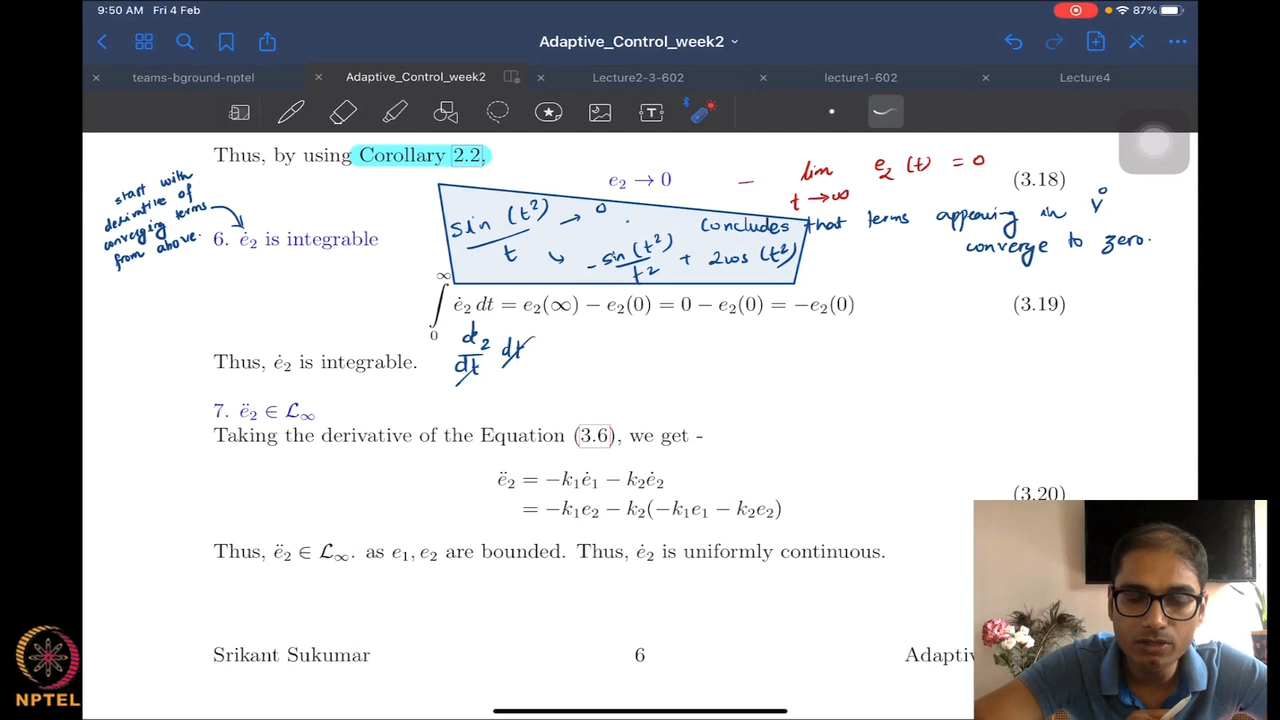 9:50 AM Fri 4 Feb
87%
Adaptive_Control_week2
teams-bground-nptel
Adaptive_Control_week2
Lecture2-3-602
lecture1-602
Lecture4
Thus, by using Corollary 2.2,
e₂ → 0 — lim t→∞ e₂(t) = 0 (3.18)
start with
derivative of
converging terms
from above.
sin(t²)/t → 0
concludes that terms appearing in V̇
converge to zero.
↘ -sin(t²)/t² + 2cos(t²)
6. ė₂ is integrable
∫₀^∞ ė₂ dt = e₂(∞) − e₂(0) = 0 − e₂(0) = −e₂(0) (3.19)
d₂/dt dt
Thus, ė₂ is integrable.
7. ë₂ ∈ ℒ∞
Taking the derivative of the Equation (3.6), we get -
ë₂ = −k₁ė₁ − k₂ė₂
= −k₁e₂ − k₂(−k₁e₁ − k₂e₂) (3.20)
Thus, ë₂ ∈ ℒ∞. as e₁, e₂ are bounded. Thus, ė₂ is uniformly continuous.
Srikant Sukumar 6 Adaptiv
NPTEL